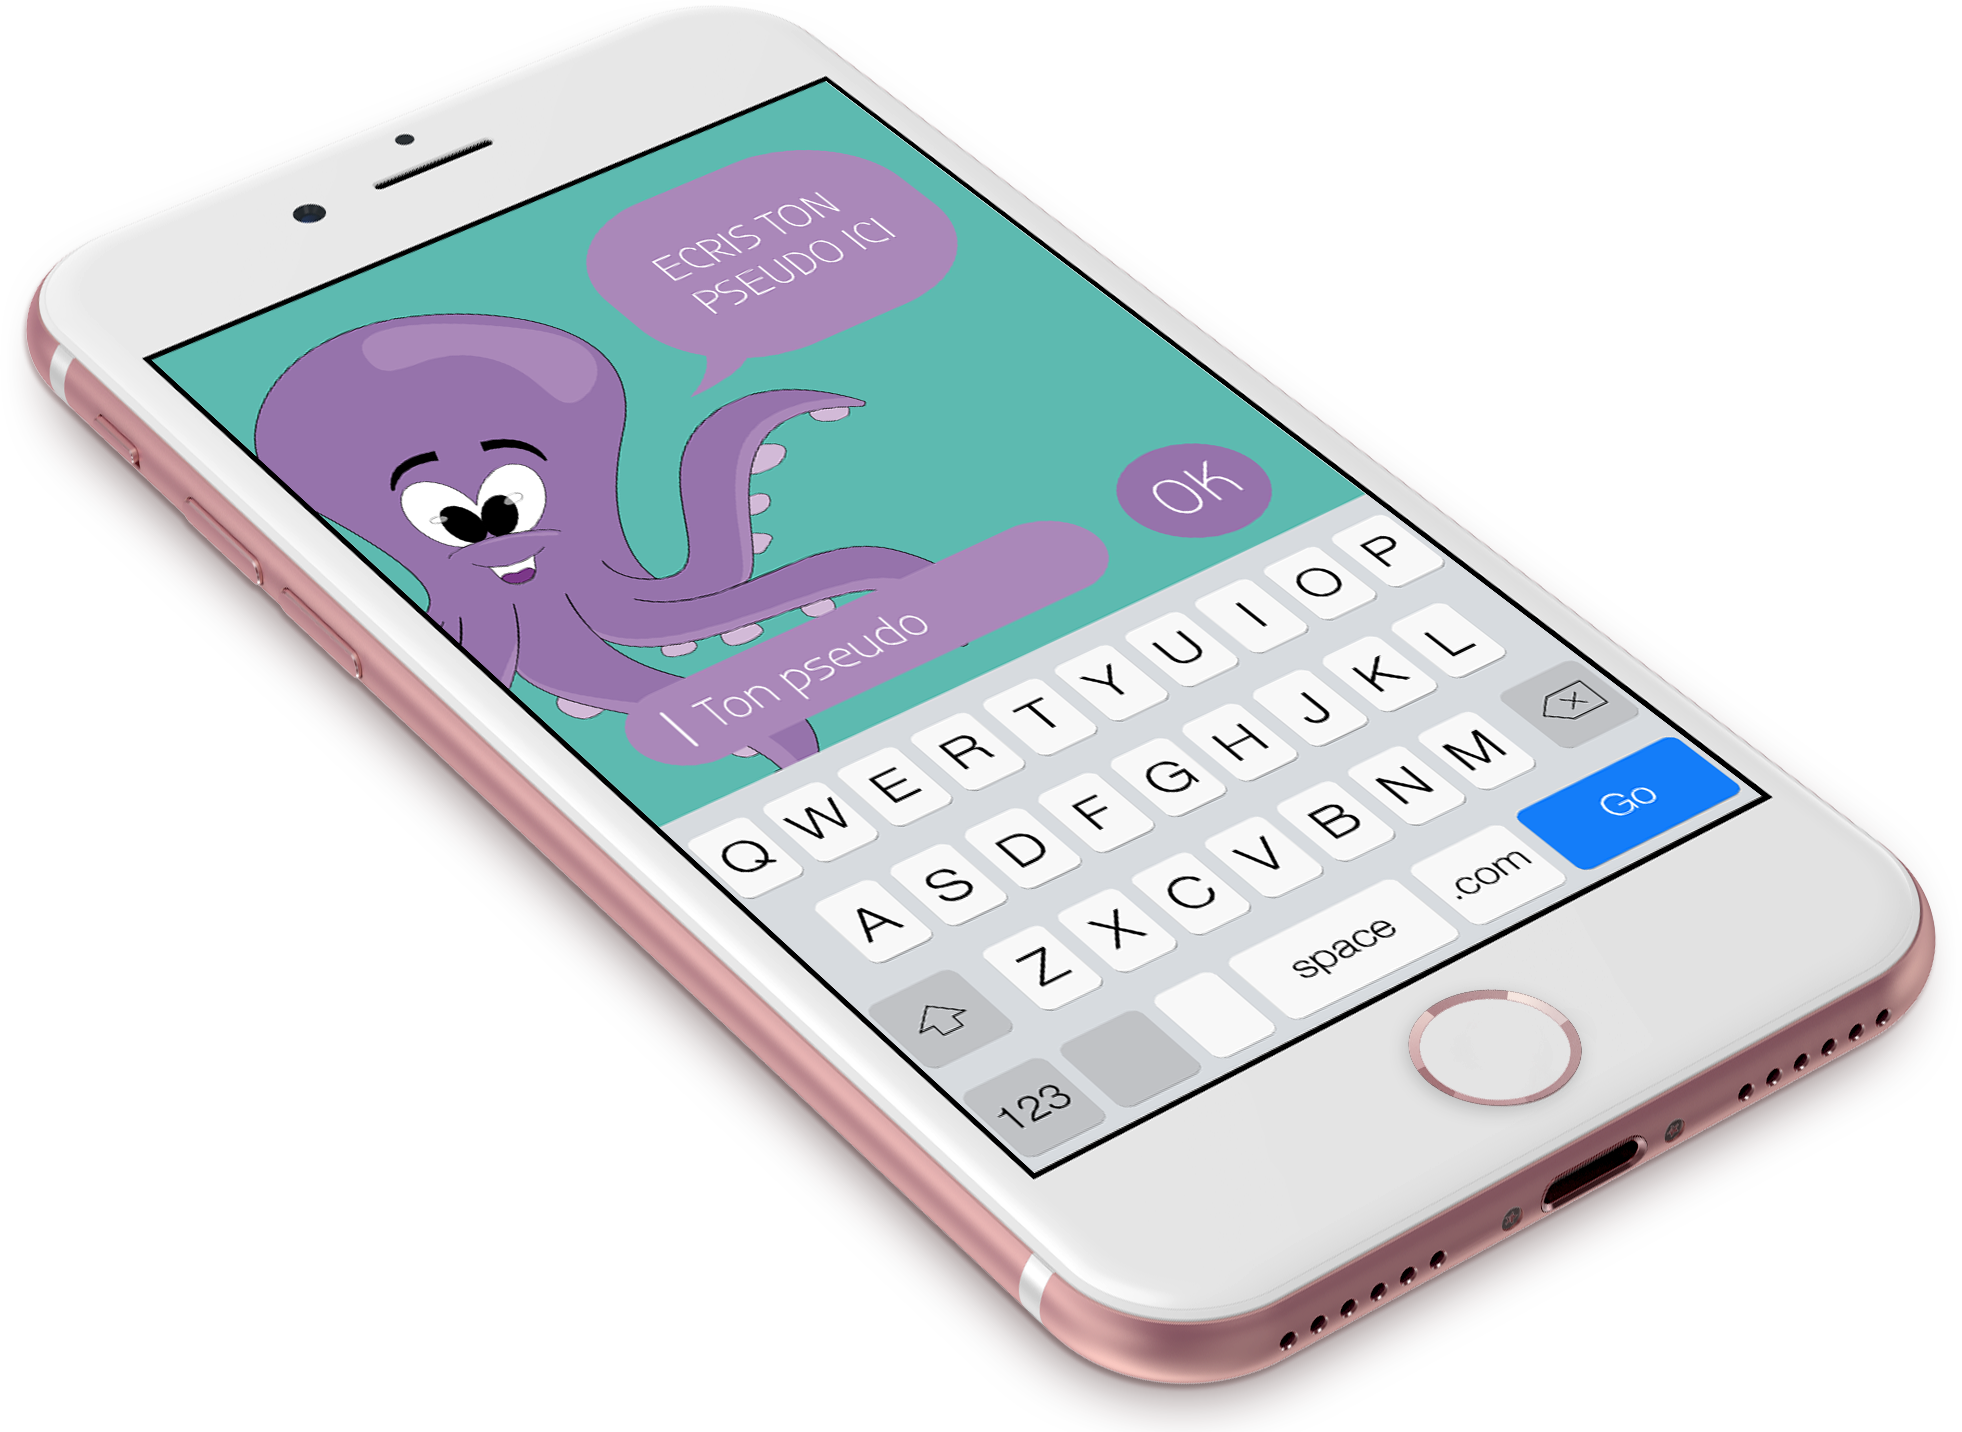 ECRIS TON
PSEUDO ICI
OK
| Ton pseudo
Q W E R T Y U I O P
A S D F G H J K L
Z X C V B N M
123 space .com Go